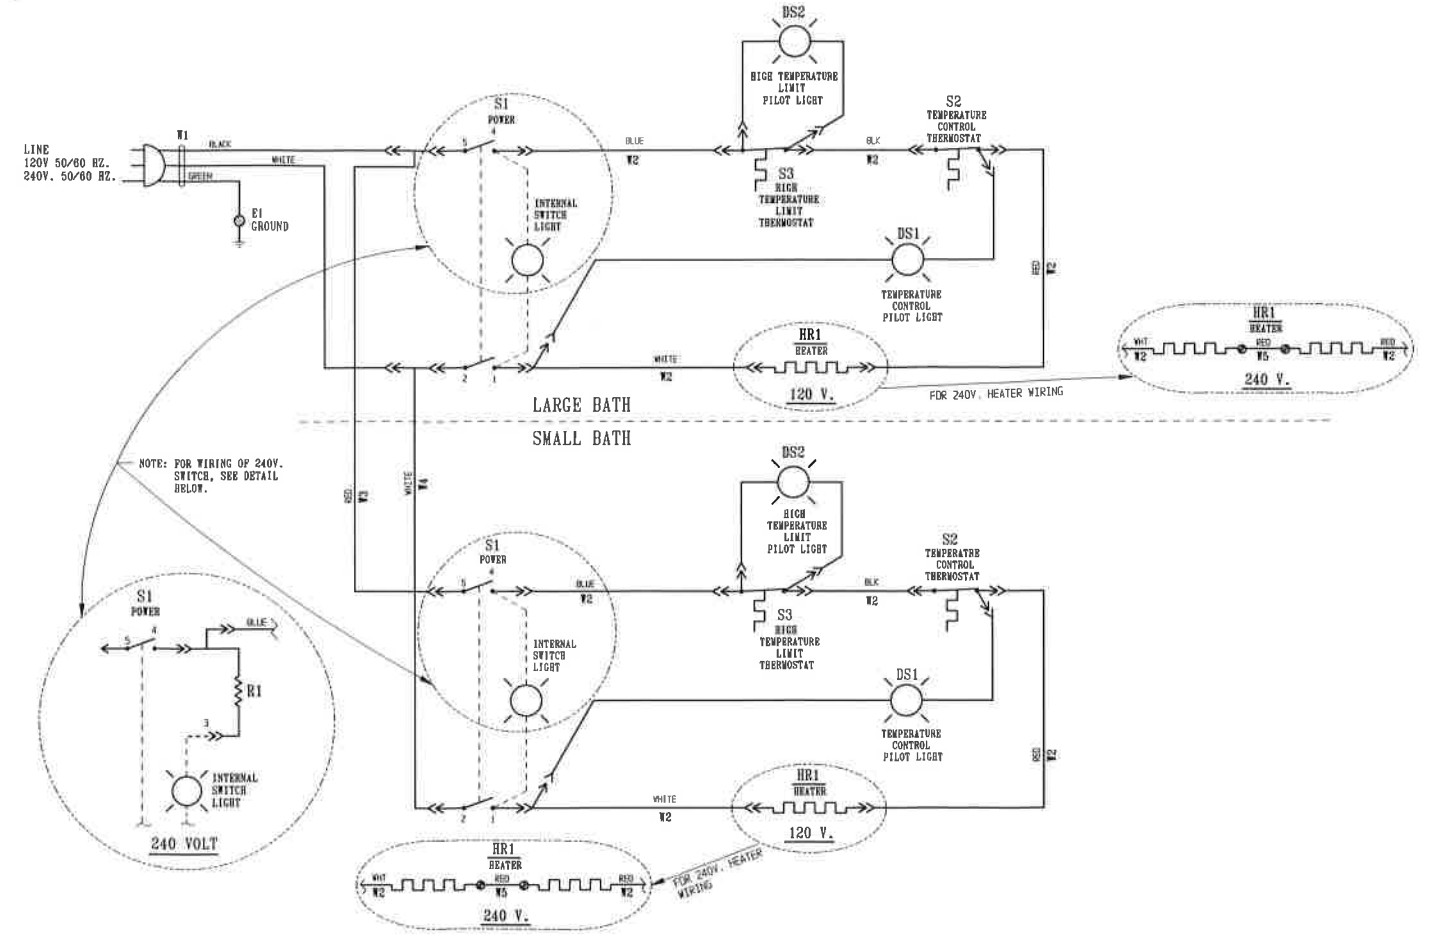 DS2
HIGH TEMPERATURE
LIMIT
PILOT LIGHT
S1
POWER
4
5
S2
TEMPERATURE
CONTROL
THERMOSTAT
LINE
120V 50/60 HZ.
240V. 50/60 HZ.
W1
BLACK
WHITE
GREEN
E1
GROUND
BLUE
W2
BLK
W2
S3
HIGH
TEMPERATURE
LIMIT
THERMOSTAT
INTERNAL
SWITCH
LIGHT
DS1
TEMPERATURE
CONTROL
PILOT LIGHT
RED
W2
2
1
WHITE
W2
HR1
HEATER
120 V.
HR1
HEATER
WHT
W2
RED
W5
RED
W2
240 V.
FOR 240V. HEATER WIRING
LARGE BATH
SMALL BATH
NOTE: FOR WIRING OF 240V.
SWITCH, SEE DETAIL
BELOW.
RED
W3
WHITE
W4
DS2
HIGH
TEMPERATURE
LIMIT
PILOT LIGHT
S1
POWER
4
5
S2
TEMPERATRE
CONTROL
THERMOSTAT
BLUE
W2
BLK
W2
S3
HIGH
TEMPERATURE
LIMIT
THERMOSTAT
INTERNAL
SWITCH
LIGHT
DS1
TEMPERATURE
CONTROL
PILOT LIGHT
RED
W2
2
1
WHITE
W2
HR1
HEATER
120 V.
FOR 240V. HEATER
WIRING
S1
POWER
4
5
BLUE
R1
3
INTERNAL
SWITCH
LIGHT
240 VOLT
HR1
HEATER
WHT
W2
RED
W5
RED
W2
240 V.